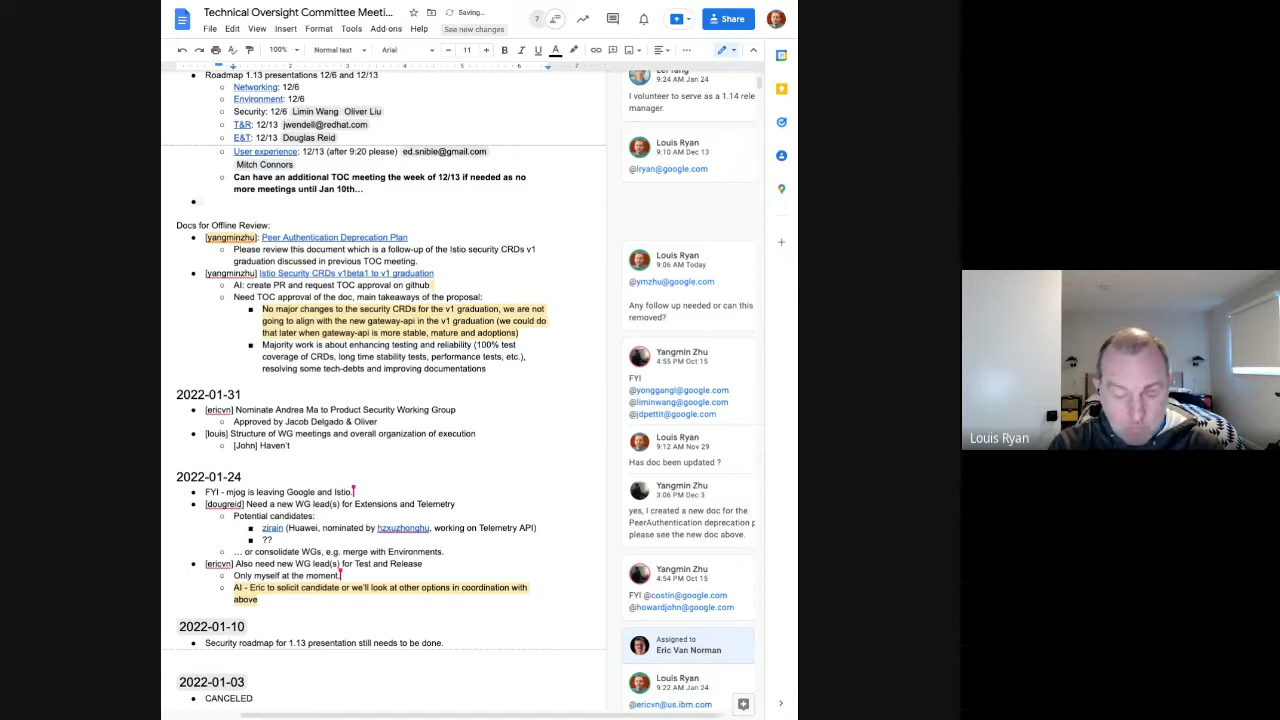 Technical Oversight Committee Meeti...
Saving...
7
Share
File Edit View Insert Format Tools Add-ons Help
See new changes
100%
Normal text
Arial
11
B I U A
2 3 4 5 6 7
Roadmap 1.13 presentations 12/6 and 12/13
Networking: 12/6
Environment: 12/6
Security: 12/6 Limin Wang Oliver Liu
T&R: 12/13 jwendell@redhat.com
E&T: 12/13 Douglas Reid
User experience: 12/13 (after 9:20 please) ed.snible@gmail.com
Mitch Connors
Can have an additional TOC meeting the week of 12/13 if needed as no
more meetings until Jan 10th...
Docs for Offline Review:
[yangminzhu]: Peer Authentication Deprecation Plan
Please review this document which is a follow-up of the Istio security CRDs v1
graduation discussed in previous TOC meeting.
[yangminzhu] Istio Security CRDs v1beta1 to v1 graduation
AI: create PR and request TOC approval on github
Need TOC approval of the doc, main takeaways of the proposal:
No major changes to the security CRDs for the v1 graduation, we are not
going to align with the new gateway-api in the v1 graduation (we could do
that later when gateway-api is more stable, mature and adoptions)
Majority work is about enhancing testing and reliability (100% test
coverage of CRDs, long time stability tests, performance tests, etc.),
resolving some tech-debts and improving documentations
2022-01-31
[ericvn] Nominate Andrea Ma to Product Security Working Group
Approved by Jacob Delgado & Oliver
[louis] Structure of WG meetings and overall organization of execution
[John] Haven't
2022-01-24
FYI - mjog is leaving Google and Istio.
[dougreid] Need a new WG lead(s) for Extensions and Telemetry
Potential candidates:
zirain (Huawei, nominated by hzxuzhonghu, working on Telemetry API)
??
... or consolidate WGs, e.g. merge with Environments.
[ericvn] Also need new WG lead(s) for Test and Release
Only myself at the moment.
AI - Eric to solicit candidate or we'll look at other options in coordination with
above
2022-01-10
Security roadmap for 1.13 presentation still needs to be done.
2022-01-03
CANCELED
9:24 AM Jan 24
I volunteer to serve as a 1.14 rele
manager.
Louis Ryan
9:10 AM Dec 13
@lryan@google.com
Louis Ryan
9:06 AM Today
@ymzhu@google.com
Any follow up needed or can this
removed?
Yangmin Zhu
4:55 PM Oct 15
FYI
@yonggangl@google.com
@liminwang@google.com
@jdpettit@google.com
Louis Ryan
9:12 AM Nov 29
Has doc been updated ?
Yangmin Zhu
3:06 PM Dec 3
yes, I created a new doc for the
PeerAuthentication deprecation p
please see the new doc above.
Yangmin Zhu
4:54 PM Oct 15
FYI @costin@google.com
@howardjohn@google.com
Assigned to
Eric Van Norman
Louis Ryan
9:22 AM Jan 24
@ericvn@us.ibm.com
Louis Ryan